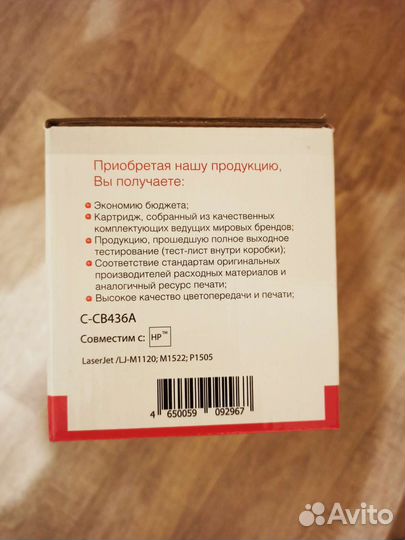 Приобретая нашу продукцию,
Вы получаете:
Экономию бюджета;
Картридж, собранный из качественных
комплектующих ведущих мировых брендов;
Продукцию, прошедшую полное выходное
тестирование (тест-лист внутри коробки);
Соответствие стандартам оригинальных
производителей расходных материалов и
аналогичный ресурс печати;
Высокое качество цветопередачи и печати;
C-CB436A
Совместим с: HP™
LaserJet /LJ-M1120; M1522; P1505
4 650059 092967
Avito